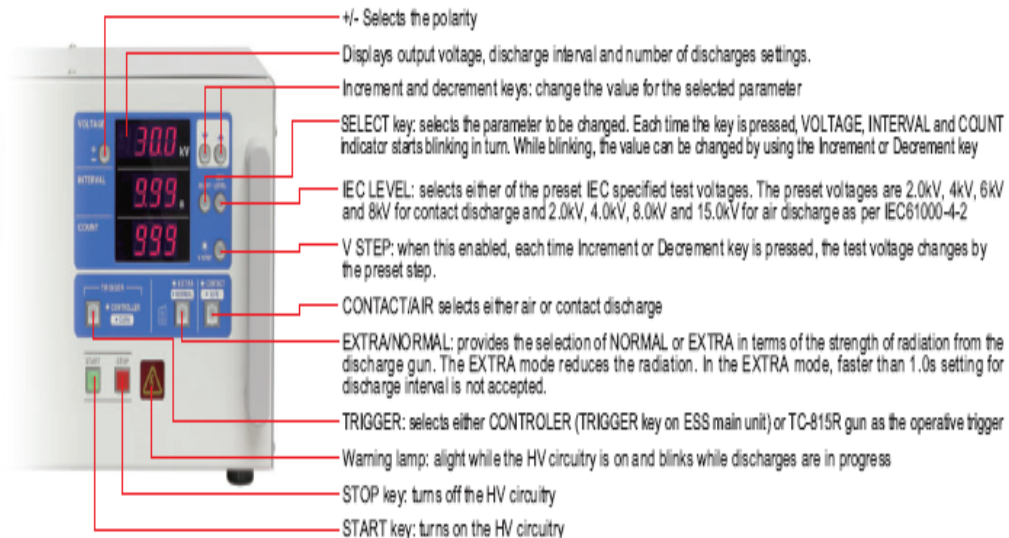 +/- Selects the polarity
Displays output voltage, discharge interval and number of discharges settings.
Increment and decrement keys: change the value for the selected parameter
SELECT key: selects the parameter to be changed. Each time the key is pressed, VOLTAGE, INTERVAL and COUNT
indicator starts blinking in turn. While blinking, the value can be changed by using the Increment or Decrement key
IEC LEVEL: selects either of the preset IEC specified test voltages. The preset voltages are 2.0kV, 4kV, 6kV
and 8kV for contact discharge and 2.0kV, 4.0kV, 8.0kV and 15.0kV for air discharge as per IEC61000-4-2
V STEP: when this enabled, each time Increment or Decrement key is pressed, the test voltage changes by
the preset step.
CONTACT/AIR selects either air or contact discharge
EXTRA/NORMAL: provides the selection of NORMAL or EXTRA in terms of the strength of radiation from the
discharge gun. The EXTRA mode reduces the radiation. In the EXTRA mode, faster than 1.0s setting for
discharge interval is not accepted.
TRIGGER: selects either CONTROLER (TRIGGER key on ESS main unit) or TC-815R gun as the operative trigger
Warning lamp: alight while the HV circuitry is on and blinks while discharges are in progress
STOP key: turns off the HV circuitry
START key: turns on the HV circuitry
VOLTAGE
30.0 kV
INTERVAL
9.99 s
COUNT
999
TRIGGER
CONTROLLER
EXTRA
NORMAL
CONTACT
START
STOP